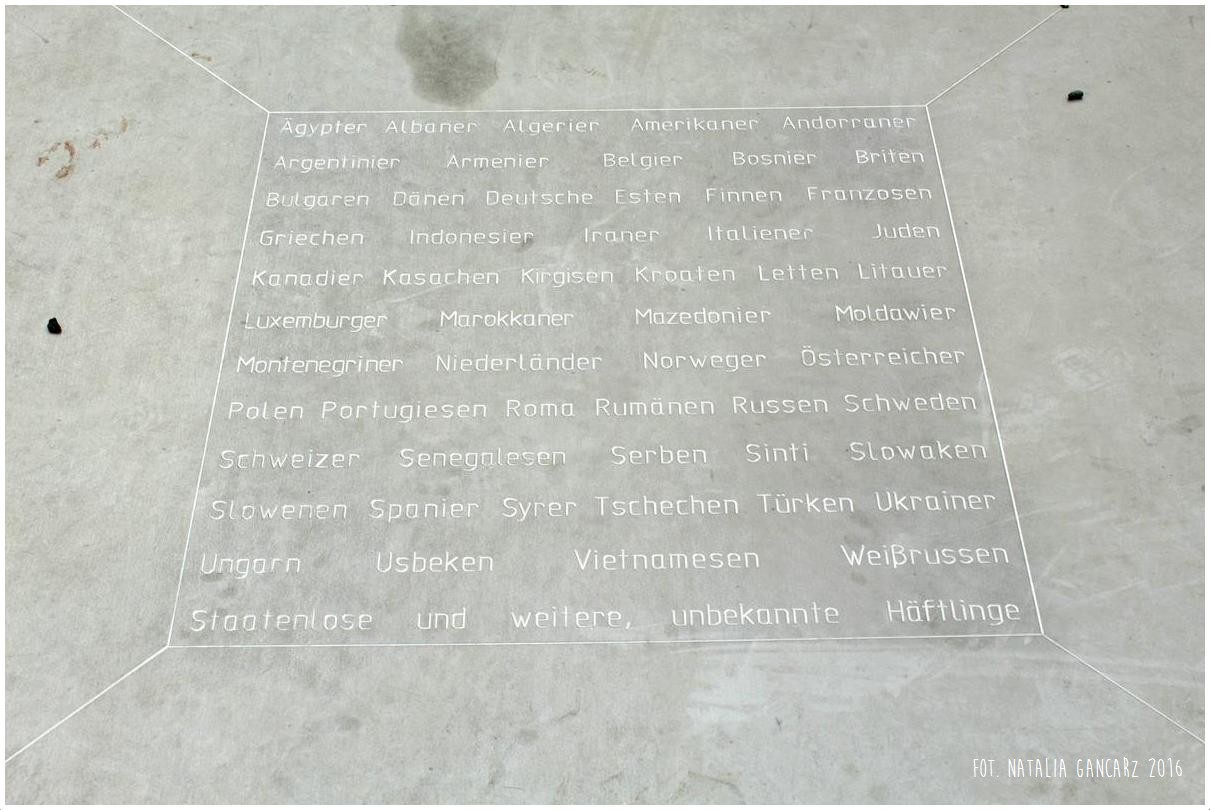 Ägypter Albaner Algerier Amerikaner Andorraner
Argentinier Armenier Belgier Bosnier Briten
Bulgaren Dänen Deutsche Esten Finnen Franzosen
Griechen Indonesier Iraner Italiener Juden
Kanadier Kasachen Kirgisen Kroaten Letten Litauer
Luxemburger Marokkaner Mazedonier Moldawier
Montenegriner Niederländer Norweger Österreicher
Polen Portugiesen Roma Rumänen Russen Schweden
Schweizer Senegalesen Serben Sinti Slowaken
Slowenen Spanier Syrer Tschechen Türken Ukrainer
Ungarn Usbeken Vietnamesen Weißrussen
Staatenlose und weitere, unbekannte Häftlinge
FOT. NATALIA GANCARZ 2016